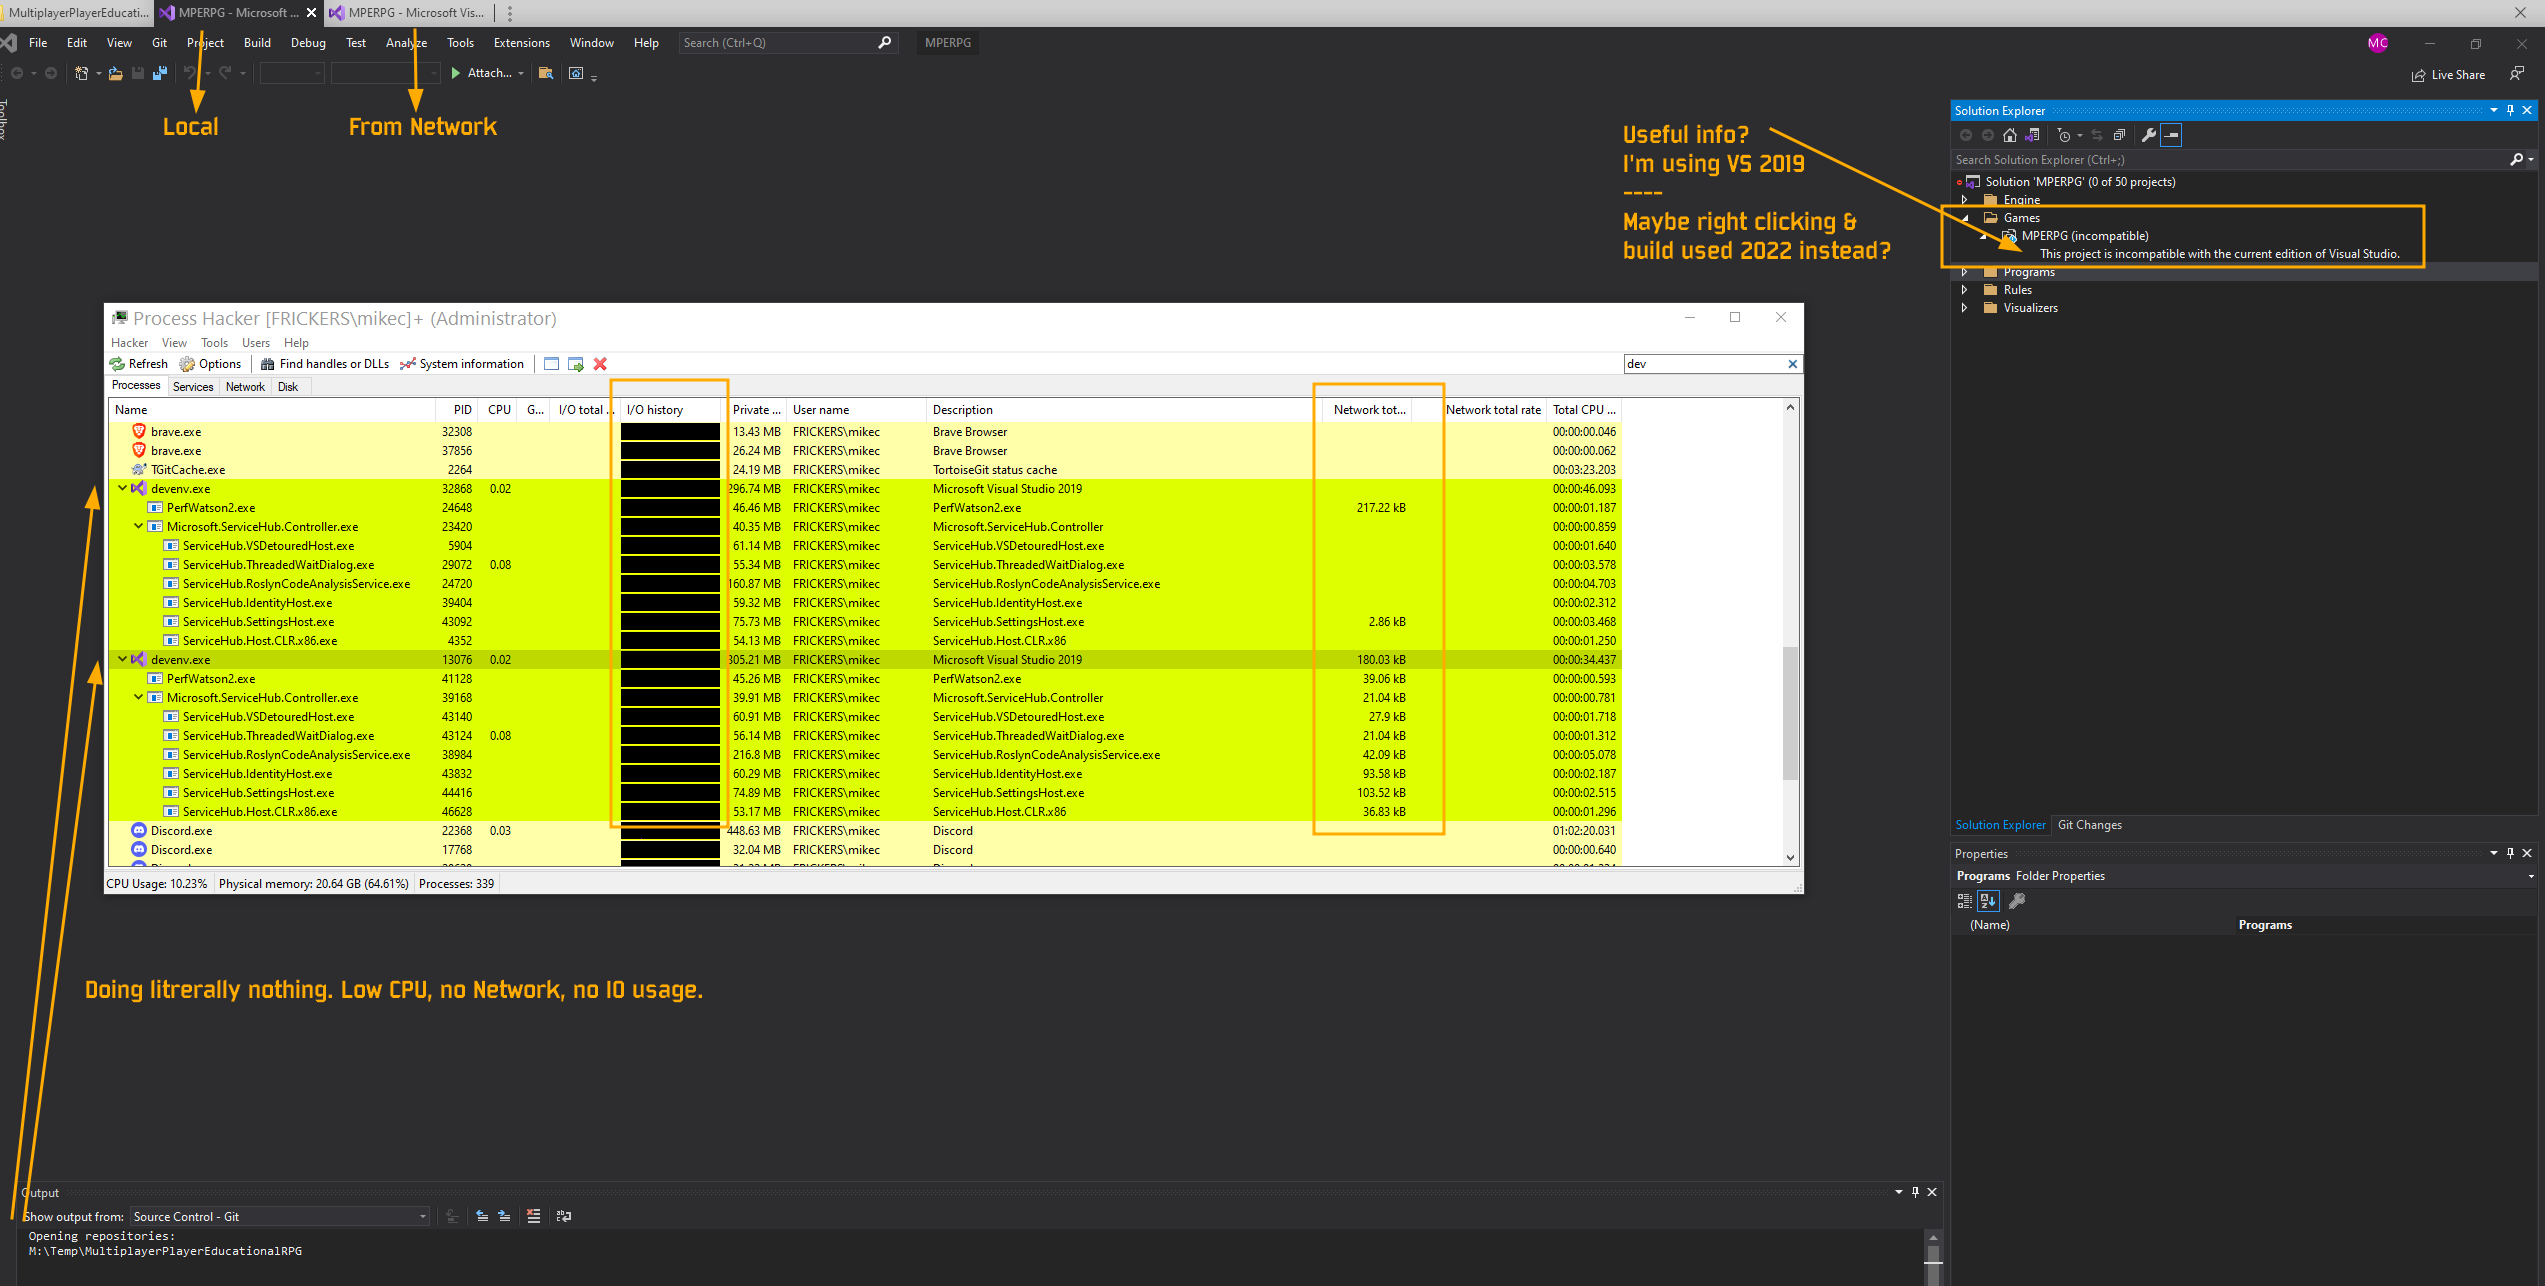 MultiplayerPlayerEducati...
MPERPG - Microsoft ...
MPERPG - Microsoft Vis...
File Edit View Git Project Build Debug Test Analyze Tools Extensions Window Help Search (Ctrl+Q) MPERPG MC
Attach...
Live Share
Toolbox
Local
From Network
Useful info?
I'm using VS 2019
----
Maybe right clicking &
build used 2022 instead?
Solution Explorer
Search Solution Explorer (Ctrl+;)
Solution 'MPERPG' (0 of 50 projects)
Engine
Games
MPERPG (incompatible)
This project is incompatible with the current edition of Visual Studio.
Programs
Rules
Visualizers
Process Hacker [FRICKERS\mikec]+ (Administrator)
Hacker View Tools Users Help
Refresh Options Find handles or DLLs System information dev
Processes Services Network Disk
Name PID CPU G... I/O total ... I/O history Private ... User name Description Network tot... Network total rate Total CPU ...
brave.exe 32308 13.43 MB FRICKERS\mikec Brave Browser 00:00:00.046
brave.exe 37856 26.24 MB FRICKERS\mikec Brave Browser 00:00:00.062
TGitCache.exe 2264 24.19 MB FRICKERS\mikec TortoiseGit status cache 00:03:23.203
devenv.exe 32868 0.02 296.74 MB FRICKERS\mikec Microsoft Visual Studio 2019 00:00:46.093
PerfWatson2.exe 24648 46.46 MB FRICKERS\mikec PerfWatson2.exe 217.22 kB 00:00:01.187
Microsoft.ServiceHub.Controller.exe 23420 40.35 MB FRICKERS\mikec Microsoft.ServiceHub.Controller 00:00:00.859
ServiceHub.VSDetouredHost.exe 5904 61.14 MB FRICKERS\mikec ServiceHub.VSDetouredHost.exe 00:00:01.640
ServiceHub.ThreadedWaitDialog.exe 29072 0.08 55.34 MB FRICKERS\mikec ServiceHub.ThreadedWaitDialog.exe 00:00:03.578
ServiceHub.RoslynCodeAnalysisService.exe 24720 160.87 MB FRICKERS\mikec ServiceHub.RoslynCodeAnalysisService.exe 00:00:04.703
ServiceHub.IdentityHost.exe 39404 59.32 MB FRICKERS\mikec ServiceHub.IdentityHost.exe 00:00:02.312
ServiceHub.SettingsHost.exe 43092 75.73 MB FRICKERS\mikec ServiceHub.SettingsHost.exe 2.86 kB 00:00:03.468
ServiceHub.Host.CLR.x86.exe 4352 54.13 MB FRICKERS\mikec ServiceHub.Host.CLR.x86 00:00:01.250
devenv.exe 13076 0.02 305.21 MB FRICKERS\mikec Microsoft Visual Studio 2019 180.03 kB 00:00:34.437
PerfWatson2.exe 41128 45.26 MB FRICKERS\mikec PerfWatson2.exe 39.06 kB 00:00:00.593
Microsoft.ServiceHub.Controller.exe 39168 39.91 MB FRICKERS\mikec Microsoft.ServiceHub.Controller 21.04 kB 00:00:00.781
ServiceHub.VSDetouredHost.exe 43140 60.91 MB FRICKERS\mikec ServiceHub.VSDetouredHost.exe 27.9 kB 00:00:01.718
ServiceHub.ThreadedWaitDialog.exe 43124 0.08 56.14 MB FRICKERS\mikec ServiceHub.ThreadedWaitDialog.exe 21.04 kB 00:00:01.312
ServiceHub.RoslynCodeAnalysisService.exe 38984 216.8 MB FRICKERS\mikec ServiceHub.RoslynCodeAnalysisService.exe 42.09 kB 00:00:05.078
ServiceHub.IdentityHost.exe 43832 60.29 MB FRICKERS\mikec ServiceHub.IdentityHost.exe 93.58 kB 00:00:02.187
ServiceHub.SettingsHost.exe 44416 74.89 MB FRICKERS\mikec ServiceHub.SettingsHost.exe 103.52 kB 00:00:02.515
ServiceHub.Host.CLR.x86.exe 46628 53.17 MB FRICKERS\mikec ServiceHub.Host.CLR.x86 36.83 kB 00:00:01.296
Discord.exe 22368 0.03 448.63 MB FRICKERS\mikec Discord 01:02:20.031
Discord.exe 17768 32.04 MB FRICKERS\mikec Discord 00:00:00.640
CPU Usage: 10.23% Physical memory: 20.64 GB (64.61%) Processes: 339
Solution Explorer Git Changes
Properties
Programs Folder Properties
(Name) Programs
Doing litrerally nothing. Low CPU, no Network, no IO usage.
Output
Show output from: Source Control - Git
Opening repositories:
M:\Temp\MultiplayerPlayerEducationalRPG